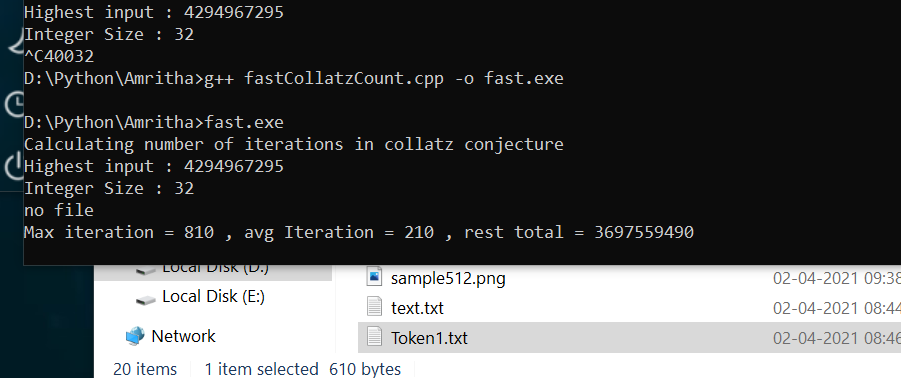 Highest input : 4294967295
Integer Size : 32
^C40032
D:\Python\Amritha>g++ fastCollatzCount.cpp -o fast.exe
D:\Python\Amritha>fast.exe
Calculating number of iterations in collatz conjecture
Highest input : 4294967295
Integer Size : 32
no file
Max iteration = 810 , avg Iteration = 210 , rest total = 3697559490
Local Disk (D:)
sample512.png 02-04-2021 09:38
Local Disk (E:)
text.txt 02-04-2021 08:44
Network
Token1.txt 02-04-2021 08:46
20 items 1 item selected 610 bytes